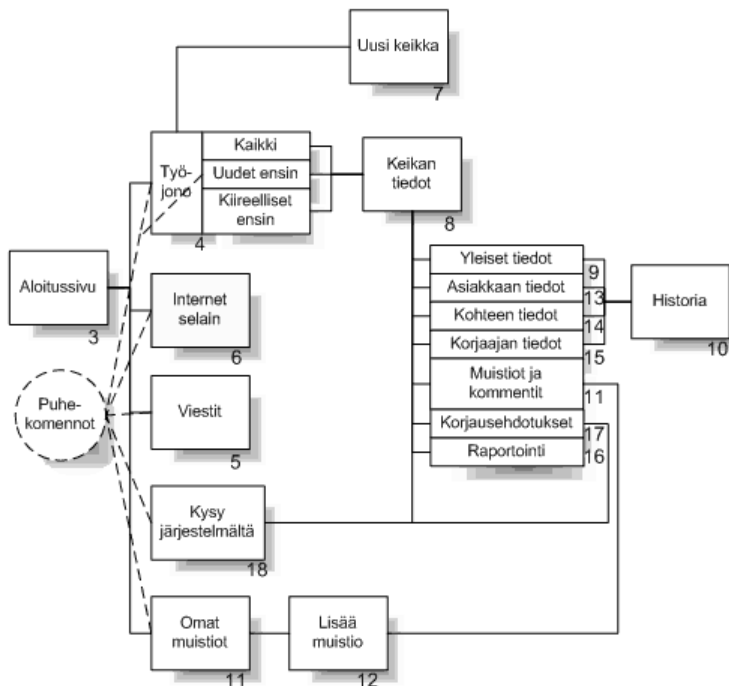 Uusi keikka
7
Työ-
jono
Kaikki
Uudet ensin
Kiireelliset
ensin
4
Keikan
tiedot
8
Aloitussivu
3
Internet
selain
6
Yleiset tiedot
9
Asiakkaan tiedot
13
Kohteen tiedot
14
Korjaajan tiedot
15
Muistiot ja
kommentit
11
Korjausehdotukset
17
Raportointi
16
Historia
10
Puhe-
komennot
Viestit
5
Kysy
järjestelmältä
18
Omat
muistiot
11
Lisää
muistio
12